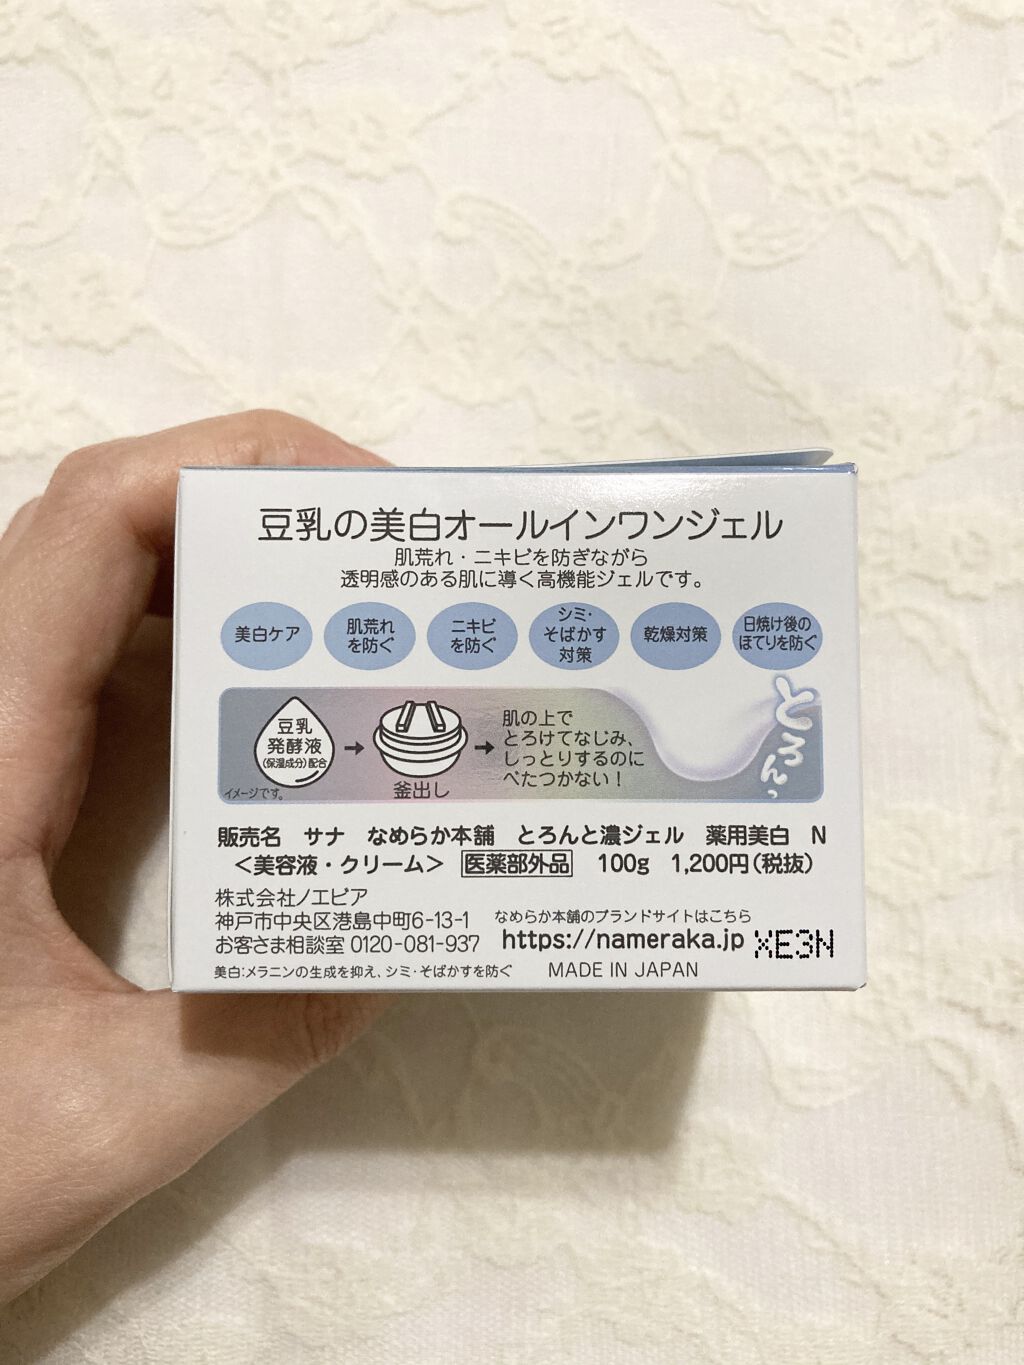 豆乳の美白オールインワンジェル
肌荒れ・ニキビを防ぎながら
透明感のある肌に導く高機能ジェルです。
美白ケア
肌荒れ
を防ぐ
ニキビ
を防ぐ
シミ・
そばかす
対策
乾燥対策
日焼け後の
ほてりを防ぐ
豆乳
発酵液
(保湿成分)配合
イメージです。
釜出し
肌の上で
とろけてなじみ、
しっとりするのに
べたつかない！
とろんっ
販売名 サナ なめらか本舗 とろんと濃ジェル 薬用美白 N
＜美容液・クリーム＞ 医薬部外品 100g 1,200円(税抜)
株式会社ノエビア
神戸市中央区港島中町6-13-1
お客さま相談室 0120-081-937
なめらか本舗のブランドサイトはこちら
https://nameraka.jp
XE3N
美白:メラニンの生成を抑え、シミ・そばかすを防ぐ
MADE IN JAPAN